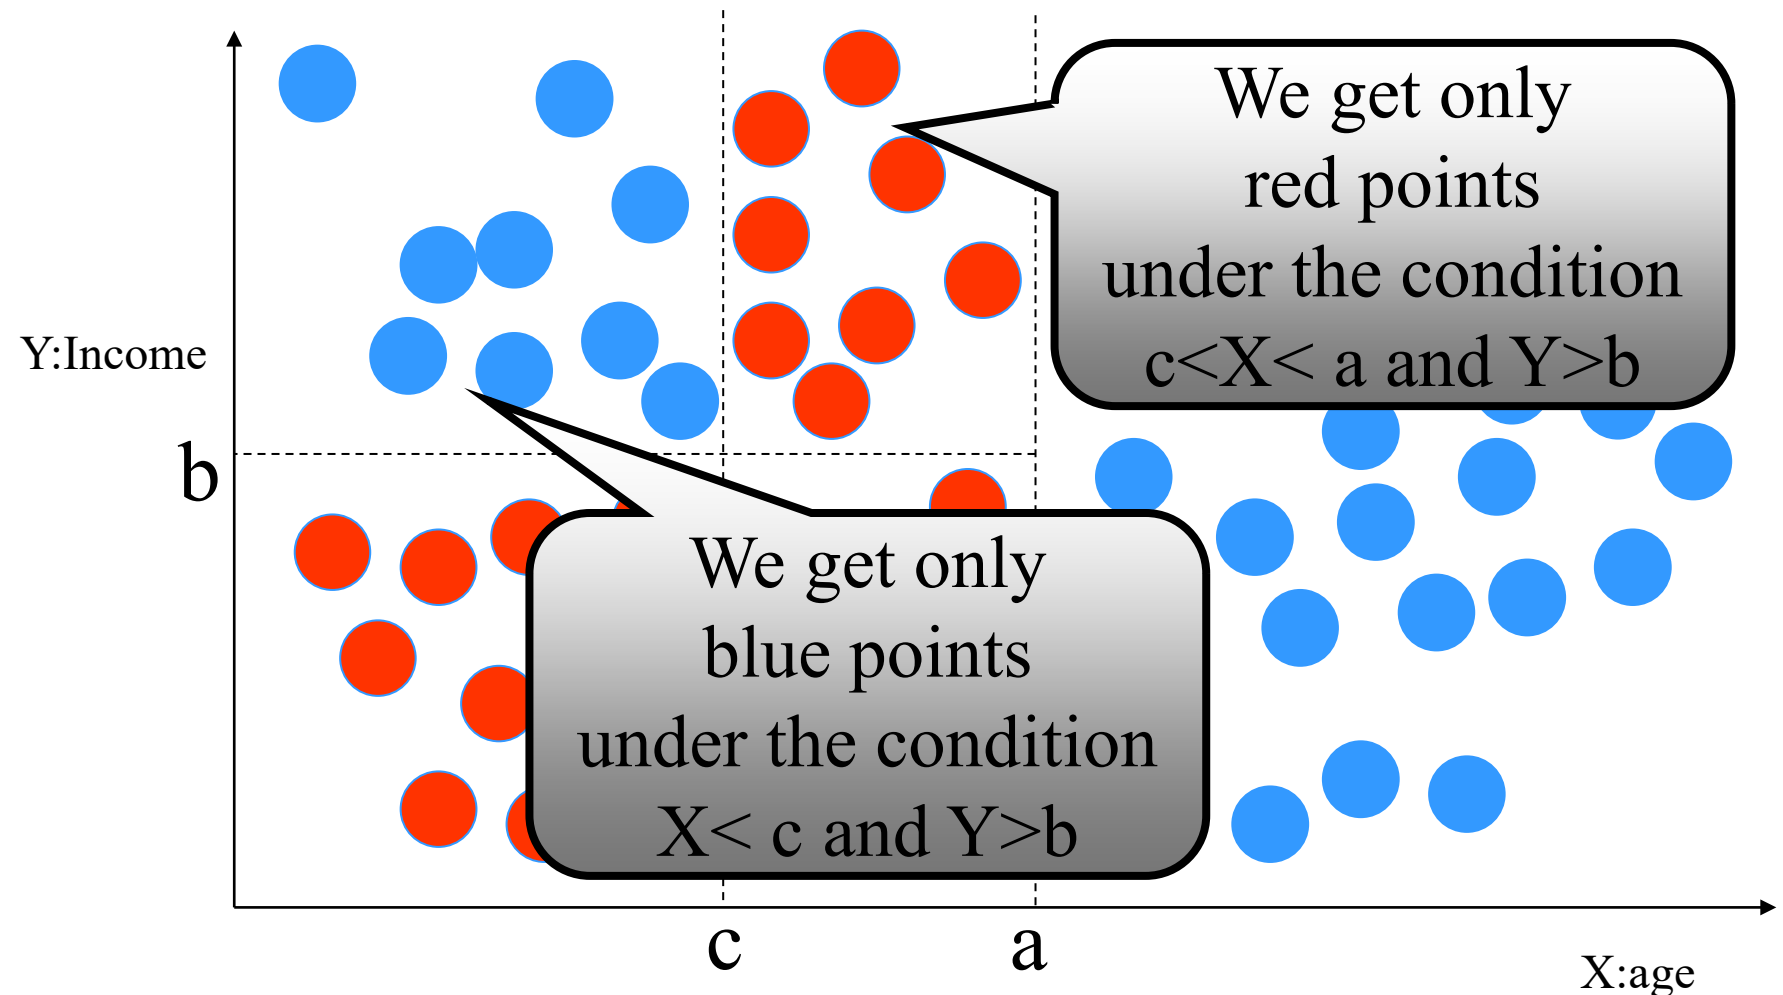 We get only
red points
under the condition
c<X< a and Y>b
Y:Income
b
We get only
blue points
under the condition
X< c and Y>b
c
a
X:age